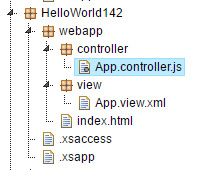 HelloWorld142
webapp
controller
App.controller.js
view
App.view.xml
index.html
.xsaccess
.xsapp